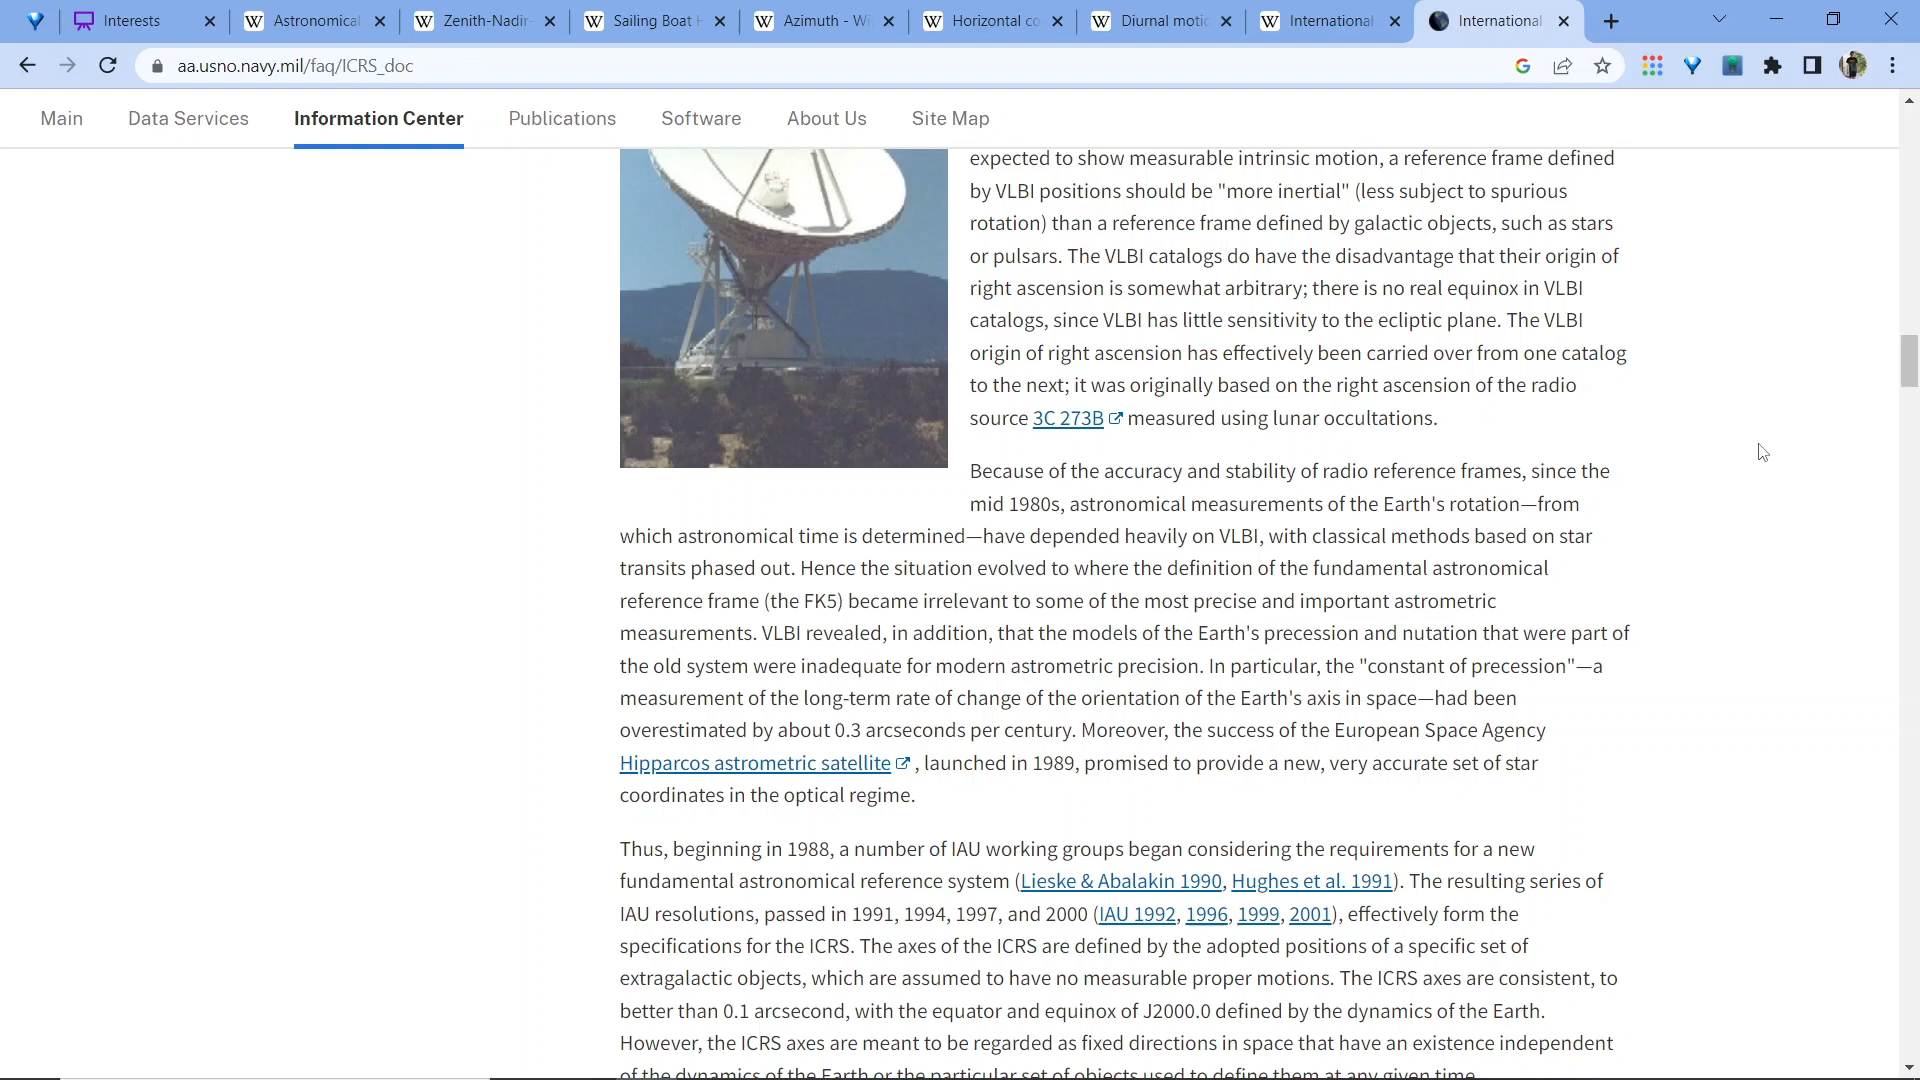 Interests
Astronomical
Zenith-Nadir-
Sailing Boat
Azimuth - Wi
Horizontal co
Diurnal motio
International
International
aa.usno.navy.mil/faq/ICRS_doc
Main
Data Services
Information Center
Publications
Software
About Us
Site Map
expected to show measurable intrinsic motion, a reference frame defined
by VLBI positions should be "more inertial" (less subject to spurious
rotation) than a reference frame defined by galactic objects, such as stars
or pulsars. The VLBI catalogs do have the disadvantage that their origin of
right ascension is somewhat arbitrary; there is no real equinox in VLBI
catalogs, since VLBI has little sensitivity to the ecliptic plane. The VLBI
origin of right ascension has effectively been carried over from one catalog
to the next; it was originally based on the right ascension of the radio
source 3C 273B measured using lunar occultations.
Because of the accuracy and stability of radio reference frames, since the
mid 1980s, astronomical measurements of the Earth's rotation—from
which astronomical time is determined—have depended heavily on VLBI, with classical methods based on star
transits phased out. Hence the situation evolved to where the definition of the fundamental astronomical
reference frame (the FK5) became irrelevant to some of the most precise and important astrometric
measurements. VLBI revealed, in addition, that the models of the Earth's precession and nutation that were part of
the old system were inadequate for modern astrometric precision. In particular, the "constant of precession"—a
measurement of the long-term rate of change of the orientation of the Earth's axis in space—had been
overestimated by about 0.3 arcseconds per century. Moreover, the success of the European Space Agency
Hipparcos astrometric satellite , launched in 1989, promised to provide a new, very accurate set of star
coordinates in the optical regime.
Thus, beginning in 1988, a number of IAU working groups began considering the requirements for a new
fundamental astronomical reference system (Lieske & Abalakin 1990, Hughes et al. 1991). The resulting series of
IAU resolutions, passed in 1991, 1994, 1997, and 2000 (IAU 1992, 1996, 1999, 2001), effectively form the
specifications for the ICRS. The axes of the ICRS are defined by the adopted positions of a specific set of
extragalactic objects, which are assumed to have no measurable proper motions. The ICRS axes are consistent, to
better than 0.1 arcsecond, with the equator and equinox of J2000.0 defined by the dynamics of the Earth.
However, the ICRS axes are meant to be regarded as fixed directions in space that have an existence independent
of the dynamics of the Earth or the particular set of objects used to define them at any given time.